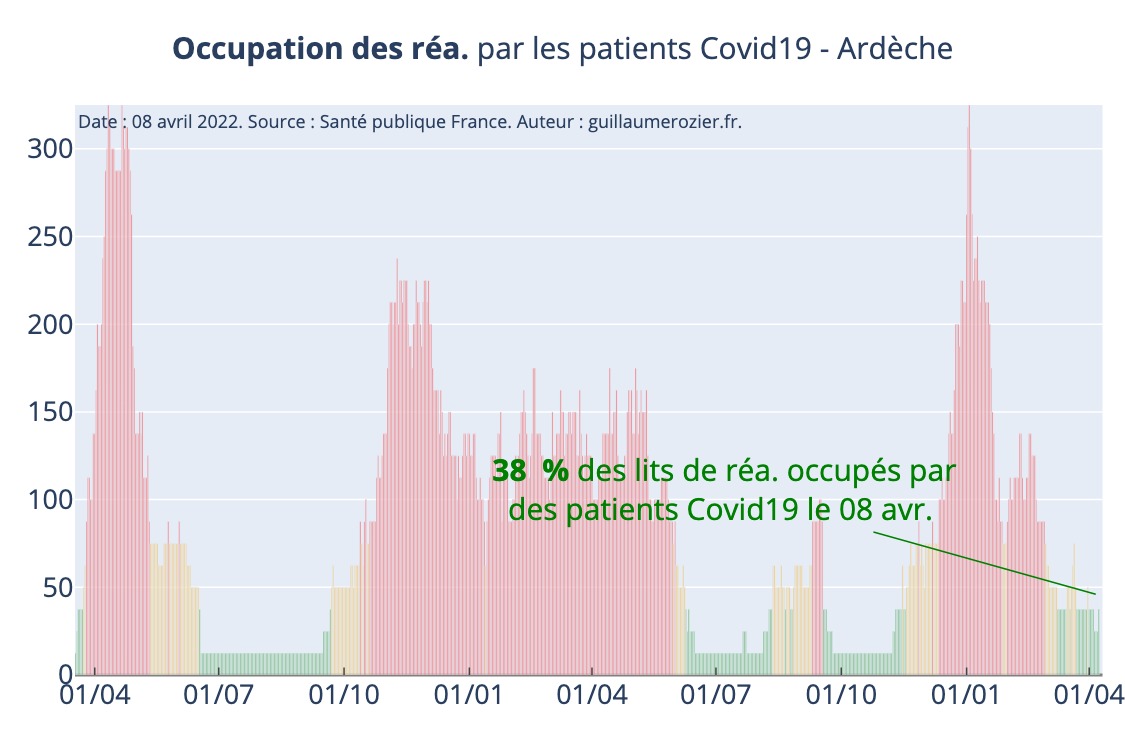 Occupation des réa. par les patients Covid19 - Ardèche
Date : 08 avril 2022. Source : Santé publique France. Auteur : guillaumerozier.fr.
300
250
200
150
100
50
0
38 % des lits de réa. occupés par
des patients Covid19 le 08 avr.
01/04 01/07 01/10 01/01 01/04 01/07 01/10 01/01 01/04